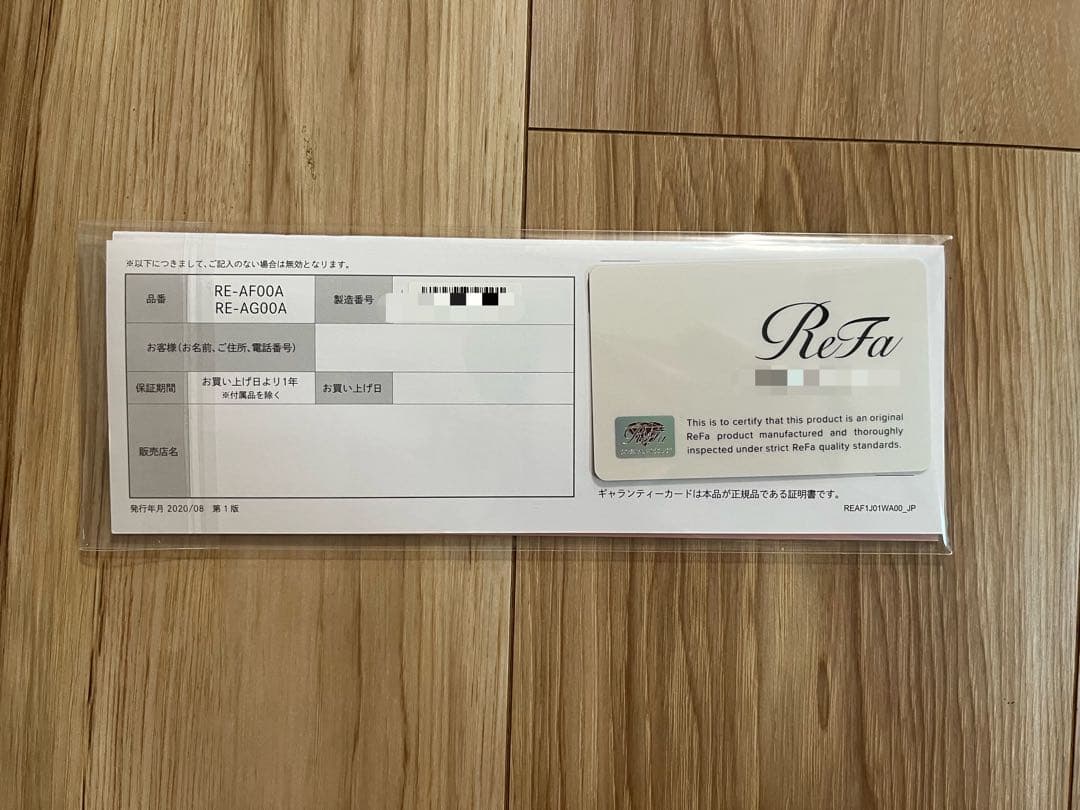 ※以下につきまして、ご記入のない場合は無効となります。
品番
RE-AF00A
RE-AG00A
製造番号
お客様(お名前、ご住所、電話番号)
保証期間
お買い上げ日より1年
※付属品を除く
お買い上げ日
販売店名
発行年月 2020/08 第1版
ReFa
ReFa
This is to certify that this product is an original
ReFa product manufactured and thoroughly
inspected under strict ReFa quality standards.
ギャランティーカードは本品が正規品である証明書です。
REAF1J01WA00_JP